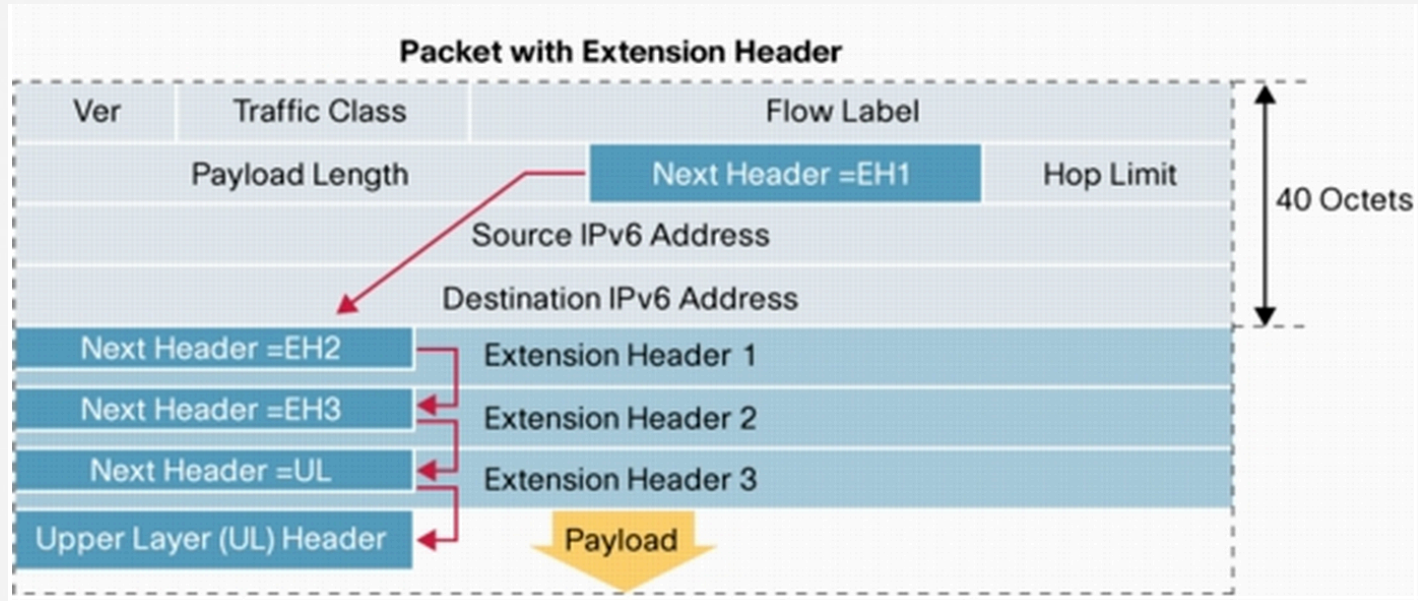 Packet with Extension Header
Ver Traffic Class Flow Label
Payload Length Next Header =EH1 Hop Limit
40 Octets
Source IPv6 Address
Destination IPv6 Address
Next Header =EH2 Extension Header 1
Next Header =EH3 Extension Header 2
Next Header =UL Extension Header 3
Upper Layer (UL) Header Payload